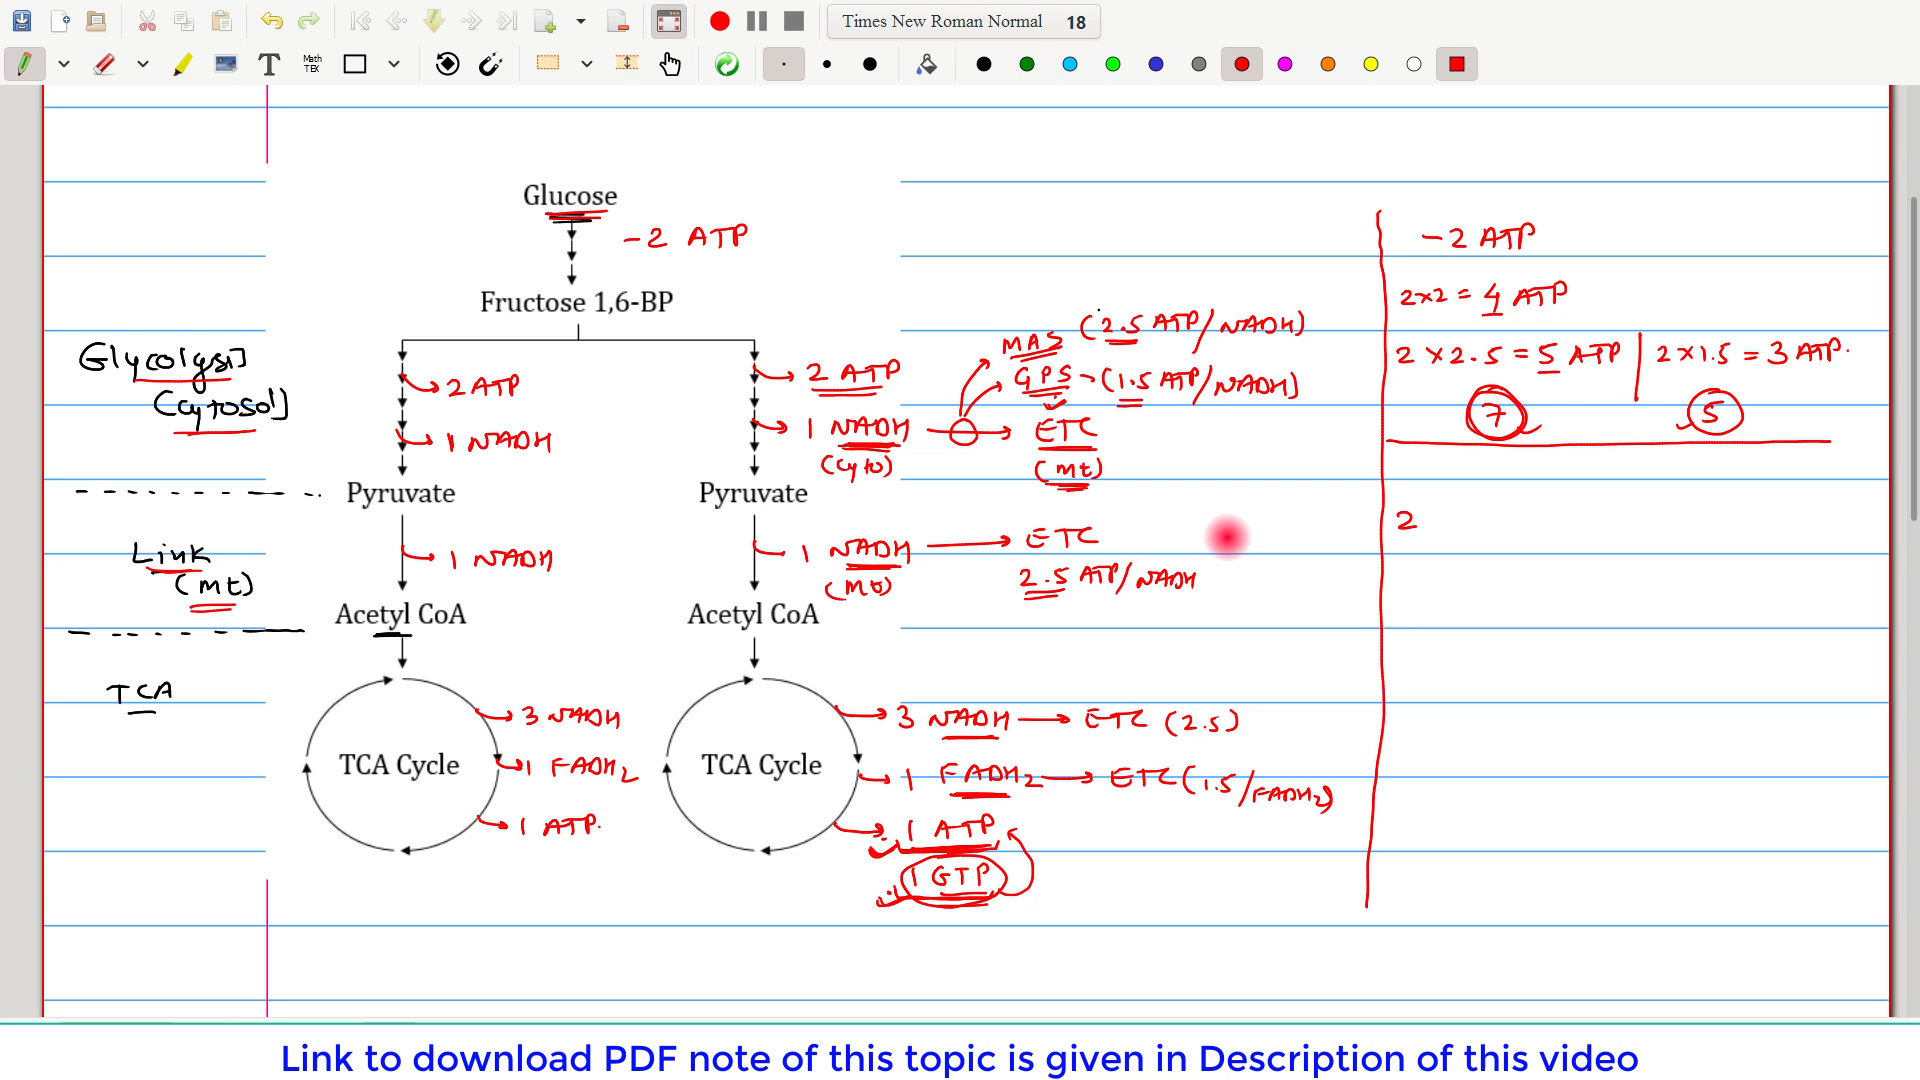 Times New Roman Normal 18
Math
TEX
Glucose
-2 ATP
Fructose 1,6-BP
Glycolysis
(cytosol)
2 ATP
1 NADH
2 ATP
1 NADH
(cyto)
MAS (2.5 ATP/NADH)
GPS - (1.5 ATP/NADH)
ETC
(mt)
Pyruvate
Pyruvate
Link
(mt)
1 NADH
1 NADH
(mt)
ETC
2.5 ATP/NADH
Acetyl CoA
Acetyl CoA
TCA
TCA Cycle
3 NADH
1 FADH2
1 ATP.
TCA Cycle
3 NADH
ETC (2.5)
1 FADH2
ETC (1.5/FADH2)
1 ATP
1 GTP
-2 ATP
2×2 = 4 ATP
2 × 2.5 = 5 ATP
2 × 1.5 = 3 ATP.
7
5
2
Link to download PDF note of this topic is given in Description of this video